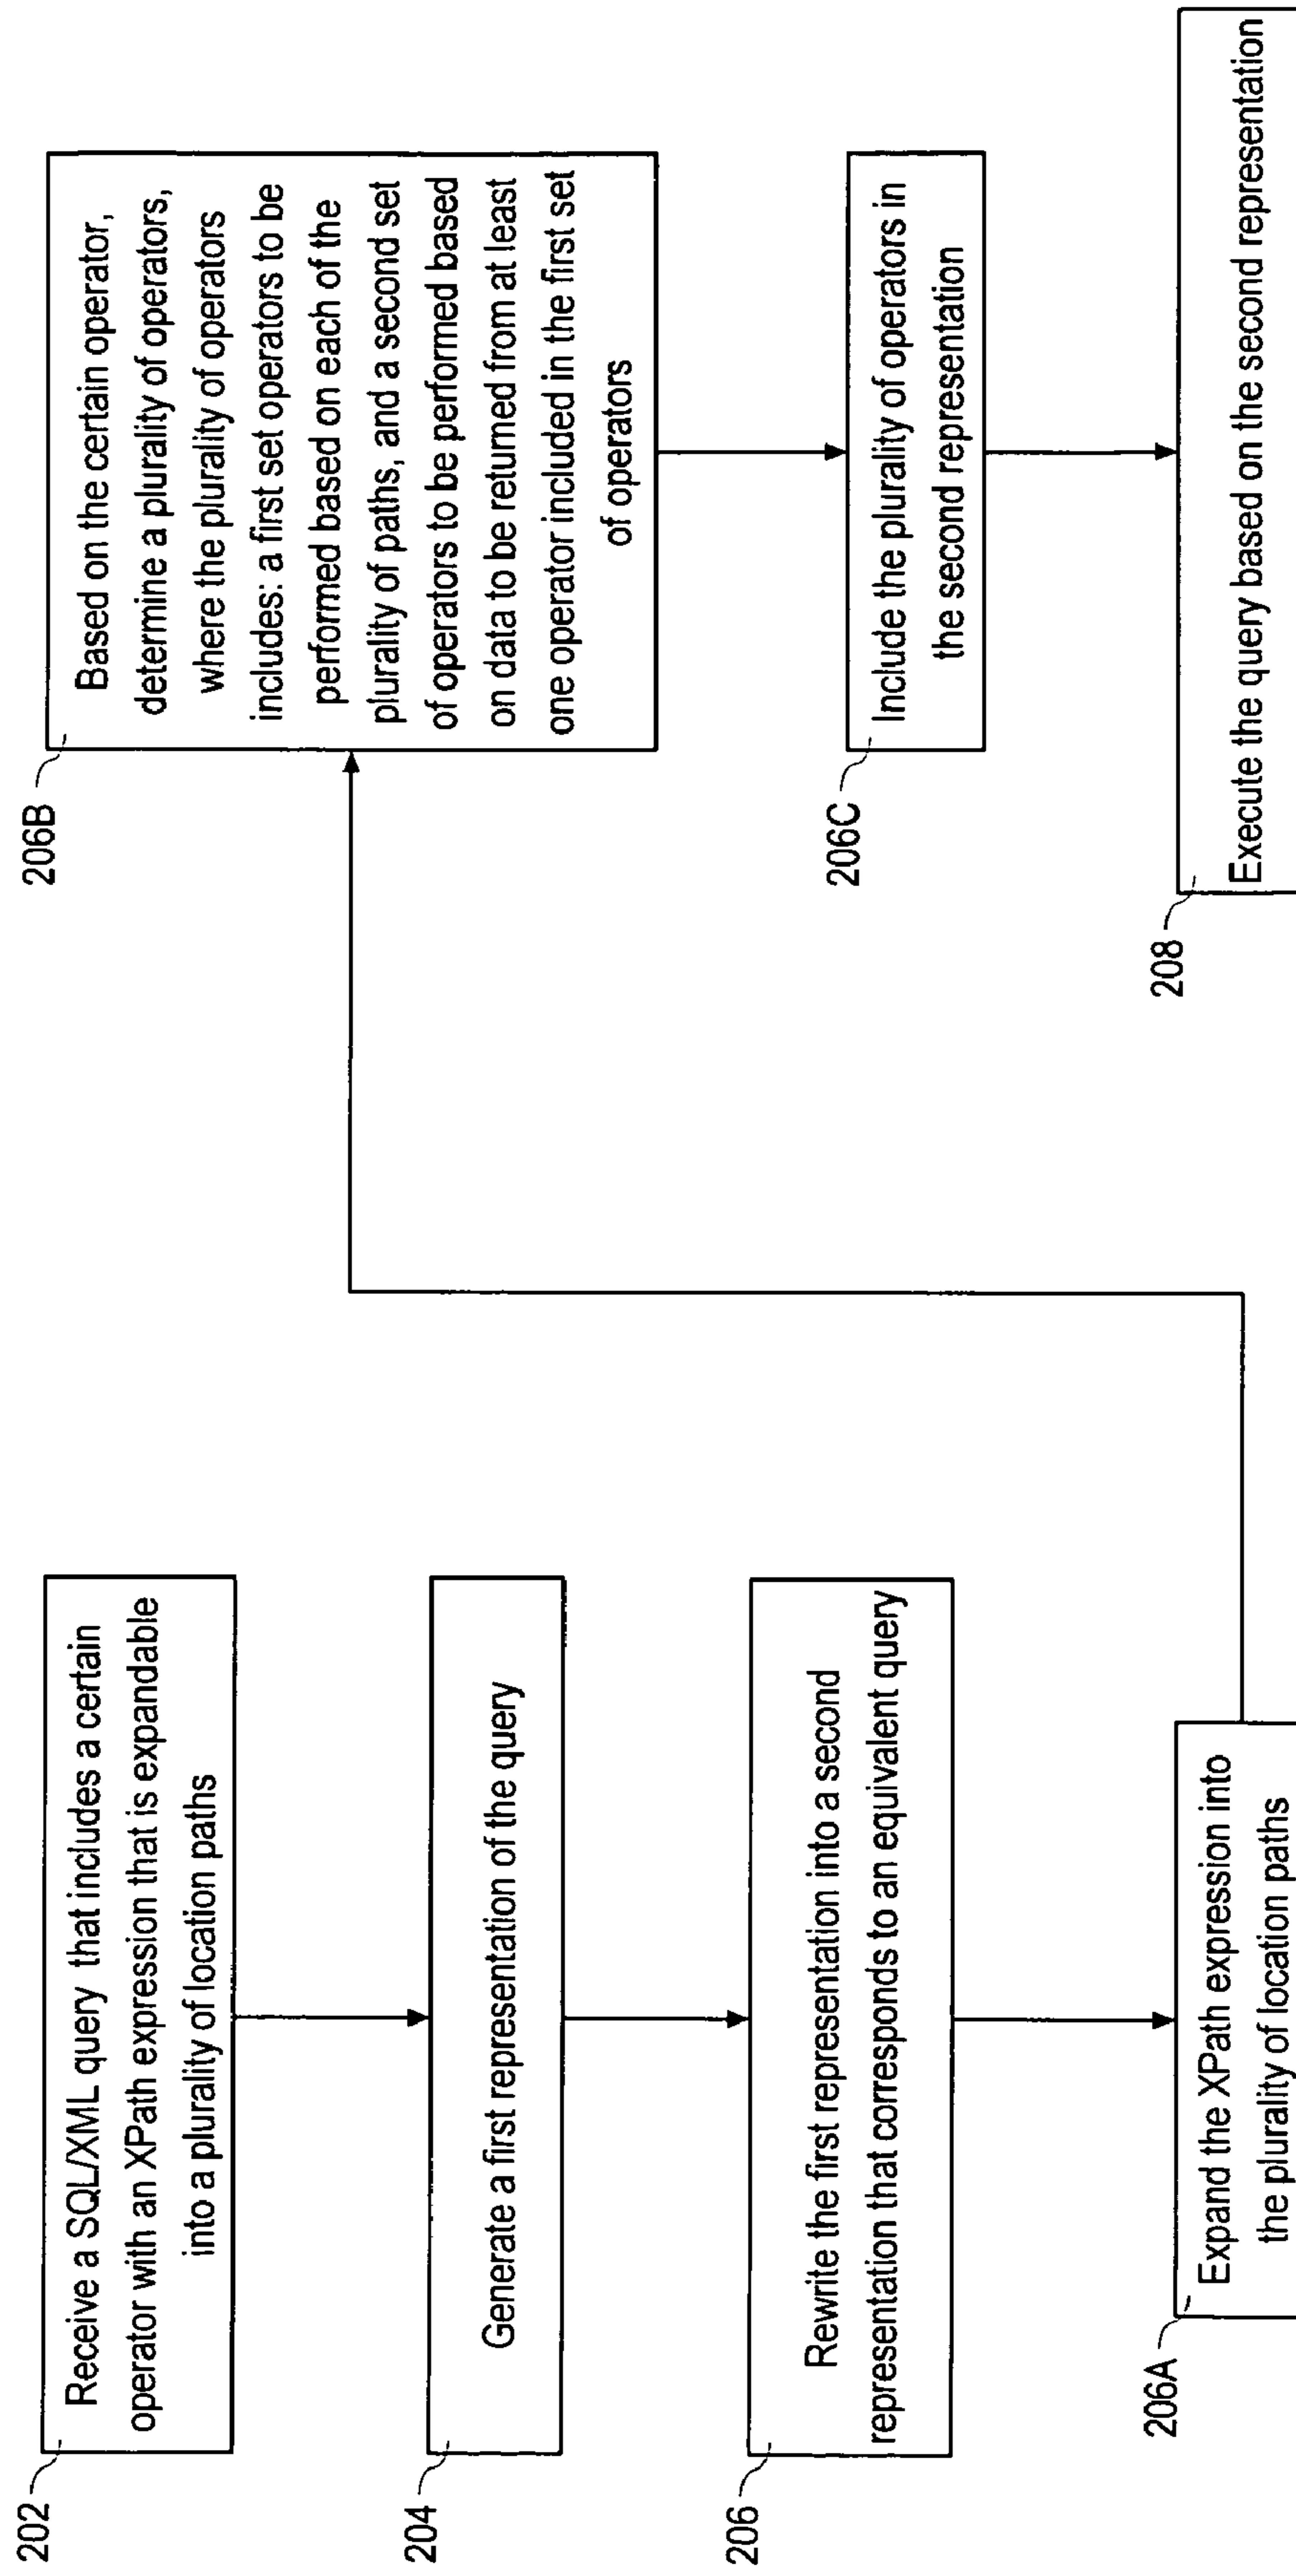 202
Receive a SQL/XML query that includes a certain
operator with an XPath expression that is expandable
into a plurality of location paths
204
Generate a first representation of the query
206
Rewrite the first representation into a second
representation that corresponds to an equivalent query
206A
Expand the XPath expression into
the plurality of location paths
206B
Based on the certain operator,
determine a plurality of operators,
where the plurality of operators
includes: a first set operators to be
performed based on each of the
plurality of paths, and a second set
of operators to be performed based
on data to be returned from at least
one operator included in the first set
of operators
206C
Include the plurality of operators in
the second representation
208
Execute the query based on the second representation